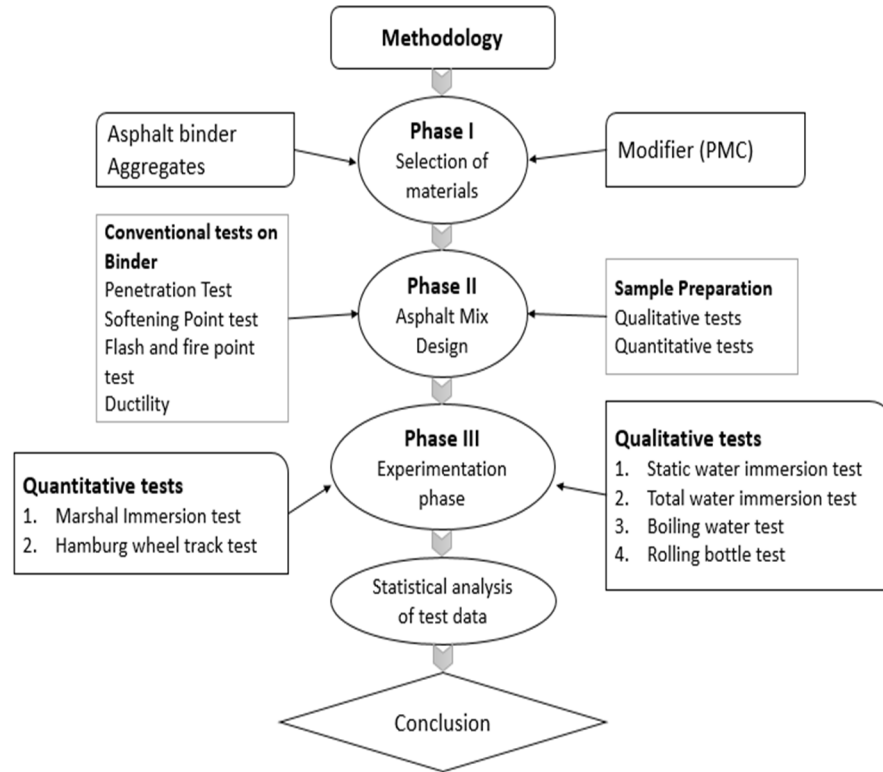 Methodology
Phase I
Selection of
materials
Asphalt binder
Aggregates
Modifier (PMC)
Conventional tests on
Binder
Penetration Test
Softening Point test
Flash and fire point
test
Ductility
Phase II
Asphalt Mix
Design
Sample Preparation
Qualitative tests
Quantitative tests
Phase III
Experimentation
phase
Quantitative tests
1. Marshal Immersion test
2. Hamburg wheel track test
Qualitative tests
1. Static water immersion test
2. Total water immersion test
3. Boiling water test
4. Rolling bottle test
Statistical analysis
of test data
Conclusion